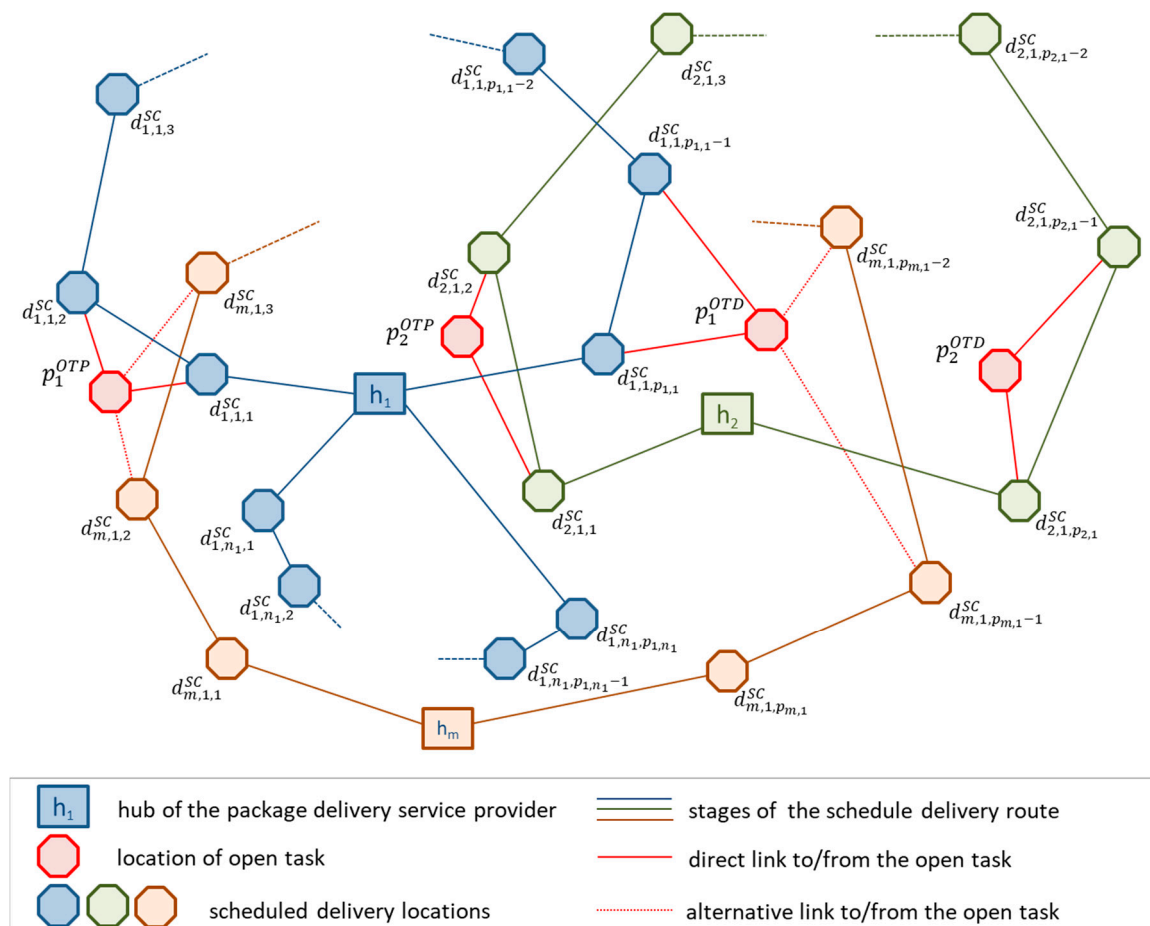 d^{SC}_{1,1,p_{1,1}-2}
d^{SC}_{2,1,3}
d^{SC}_{2,1,p_{2,1}-2}
d^{SC}_{1,1,3}
d^{SC}_{1,1,p_{1,1}-1}
d^{SC}_{2,1,p_{2,1}-1}
d^{SC}_{m,1,p_{m,1}-2}
d^{SC}_{2,1,2}
d^{SC}_{m,1,3}
d^{SC}_{1,1,2}
p_1^{OTD}
p_2^{OTP}
p_2^{OTD}
p_1^{OTP}
d^{SC}_{1,1,p_{1,1}}
d^{SC}_{1,1,1}
h_1
h_2
d^{SC}_{m,1,2}
d^{SC}_{2,1,1}
d^{SC}_{2,1,p_{2,1}}
d^{SC}_{1,n_1,1}
d^{SC}_{1,n_1,2}
d^{SC}_{m,1,p_{m,1}-1}
d^{SC}_{1,n_1,p_{1,n_1}}
d^{SC}_{1,n_1,p_{1,n_1}-1}
d^{SC}_{m,1,1}
d^{SC}_{m,1,p_{m,1}}
h_m
h_1 hub of the package delivery service provider
stages of the schedule delivery route
location of open task
direct link to/from the open task
scheduled delivery locations
alternative link to/from the open task